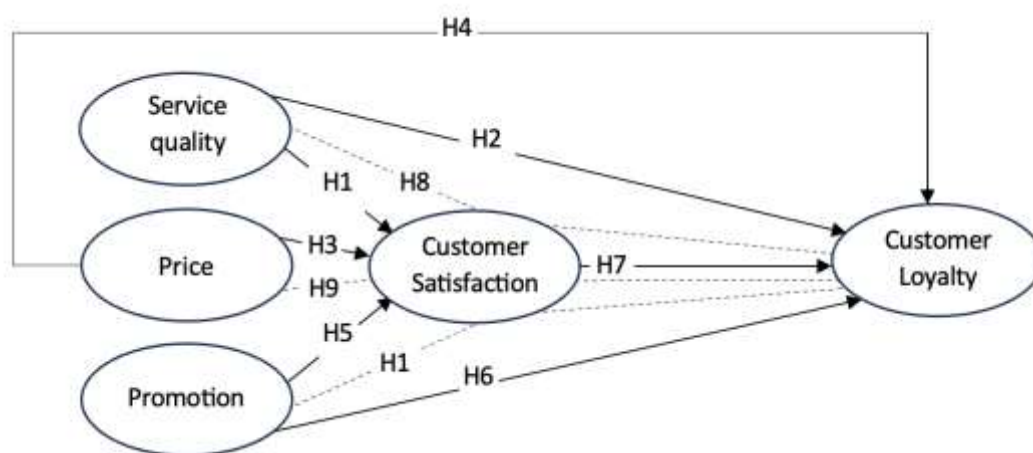 H4
Service
quality
H2
H1
H8
Price
H3
H9
Customer
Satisfaction
H7
Customer
Loyalty
H5
Promotion
H1
H6